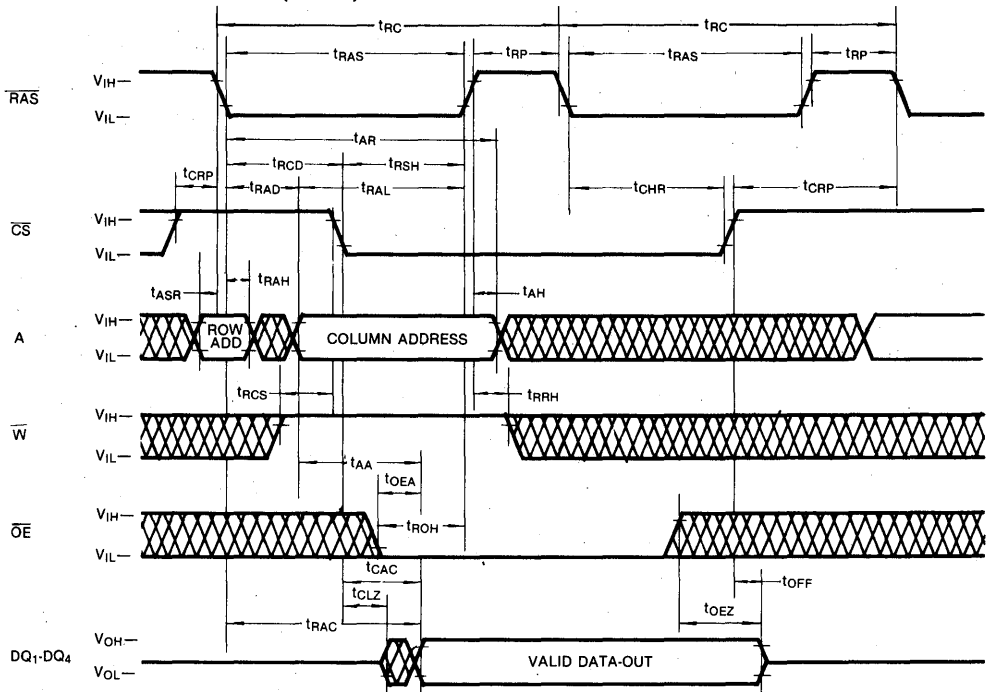 tRC tRC
tRAS tRP tRAS tRP
RAS VIH—
VIL—
tAR
tRCD tRSH
tCRP tRAD tRAL tCHR tCRP
CS VIH—
VIL—
tASR tRAH tAH
A VIH— ROW ADD COLUMN ADDRESS
VIL—
tRCS tRRH
W VIH—
VIL—
tAA
tOEA
OE VIH— tROH
VIL—
tCAC
tCLZ tOFF
tRAC tOEZ
DQ1-DQ4 VOH— VALID DATA-OUT
VOL—